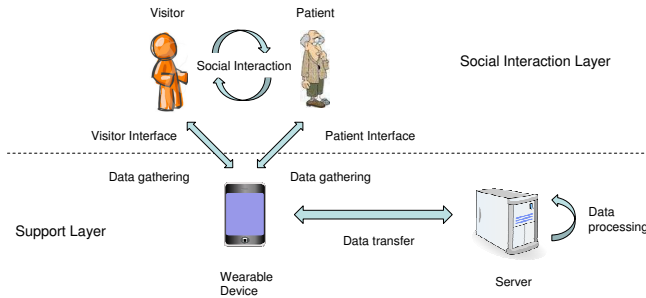 Visitor
Patient
Social Interaction
Social Interaction Layer
Visitor Interface
Patient Interface
Data gathering
Data gathering
Support Layer
Data transfer
Data
processing
Wearable
Device
Server